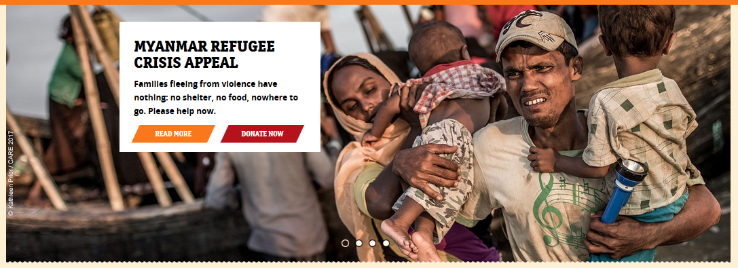 MYANMAR REFUGEE
CRISIS APPEAL
Families fleeing from violence have
nothing: no shelter, no food, nowhere to
go. Please help now.
READ MORE
DONATE NOW
© Kathleen Prior / CARE 2017